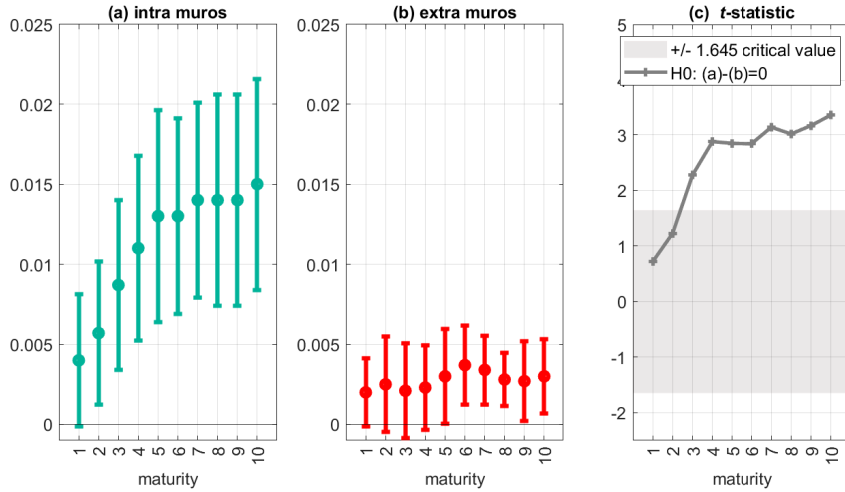 (a) intra muros
0.025
0.02
0.015
0.01
0.005
0
1 2 3 4 5 6 7 8 9 10
maturity
(b) extra muros
0.025
0.02
0.015
0.01
0.005
0
1 2 3 4 5 6 7 8 9 10
maturity
(c) t-statistic
5
+/- 1.645 critical value
H0: (a)-(b)=0
3
2
1
0
-1
-2
1 2 3 4 5 6 7 8 9 10
maturity